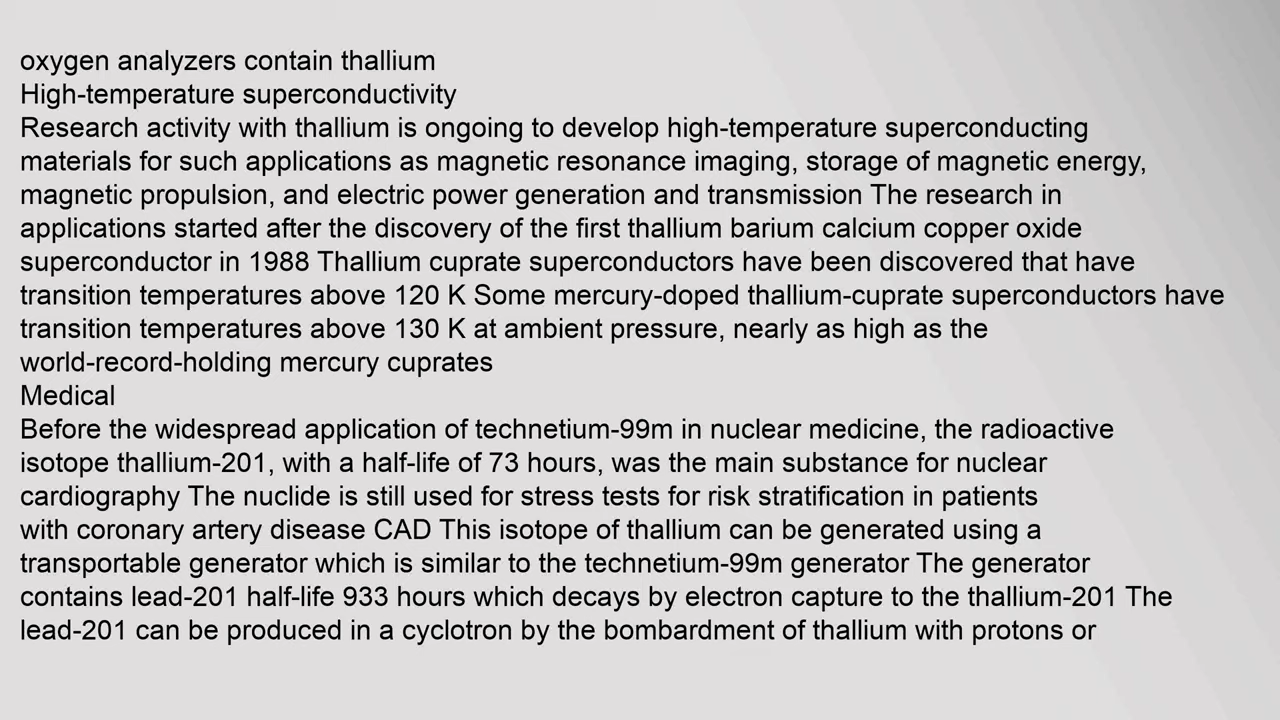 oxygen analyzers contain thallium
High-temperature superconductivity
Research activity with thallium is ongoing to develop high-temperature superconducting
materials for such applications as magnetic resonance imaging, storage of magnetic energy,
magnetic propulsion, and electric power generation and transmission The research in
applications started after the discovery of the first thallium barium calcium copper oxide
superconductor in 1988 Thallium cuprate superconductors have been discovered that have
transition temperatures above 120 K Some mercury-doped thallium-cuprate superconductors have
transition temperatures above 130 K at ambient pressure, nearly as high as the
world-record-holding mercury cuprates
Medical
Before the widespread application of technetium-99m in nuclear medicine, the radioactive
isotope thallium-201, with a half-life of 73 hours, was the main substance for nuclear
cardiography The nuclide is still used for stress tests for risk stratification in patients
with coronary artery disease CAD This isotope of thallium can be generated using a
transportable generator which is similar to the technetium-99m generator The generator
contains lead-201 half-life 933 hours which decays by electron capture to the thallium-201 The
lead-201 can be produced in a cyclotron by the bombardment of thallium with protons or